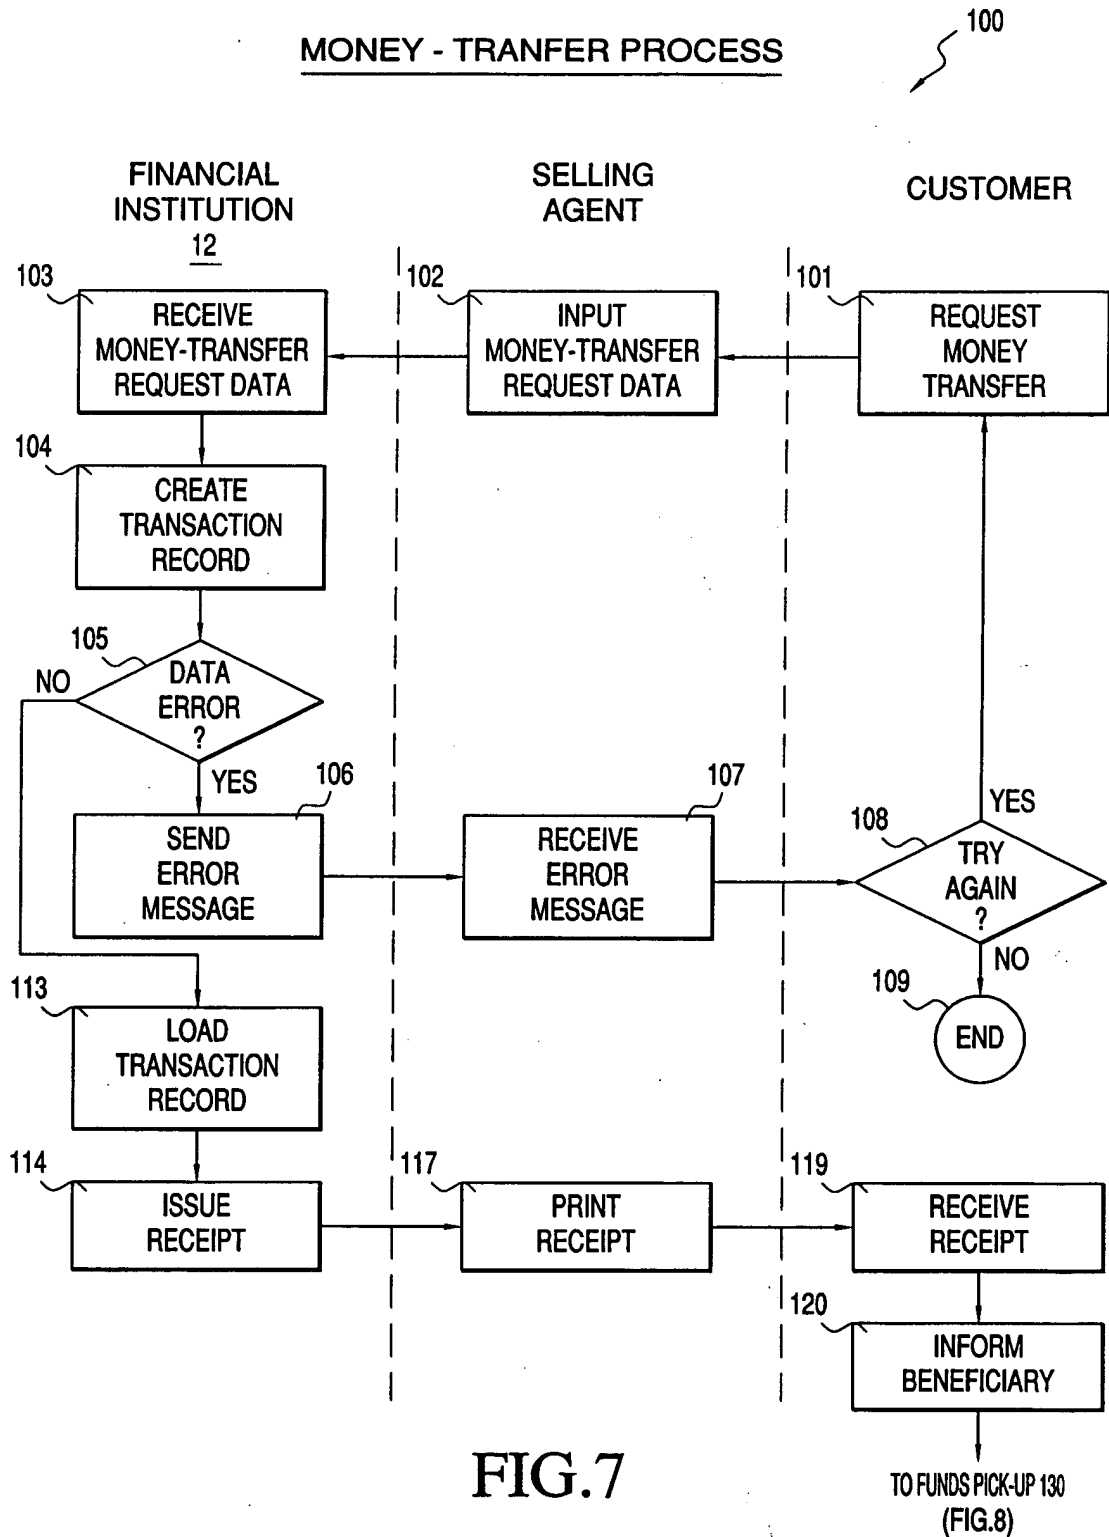 MONEY - TRANFER PROCESS
100
FINANCIAL
INSTITUTION
12
SELLING
AGENT
CUSTOMER
103
RECEIVE
MONEY-TRANSFER
REQUEST DATA
102
INPUT
MONEY-TRANSFER
REQUEST DATA
101
REQUEST
MONEY
TRANSFER
104
CREATE
TRANSACTION
RECORD
105
DATA
ERROR
?
NO
YES
106
SEND
ERROR
MESSAGE
107
RECEIVE
ERROR
MESSAGE
108
TRY
AGAIN
?
YES
NO
109
END
113
LOAD
TRANSACTION
RECORD
114
ISSUE
RECEIPT
117
PRINT
RECEIPT
119
RECEIVE
RECEIPT
120
INFORM
BENEFICIARY
TO FUNDS PICK-UP 130
(FIG.8)
FIG.7